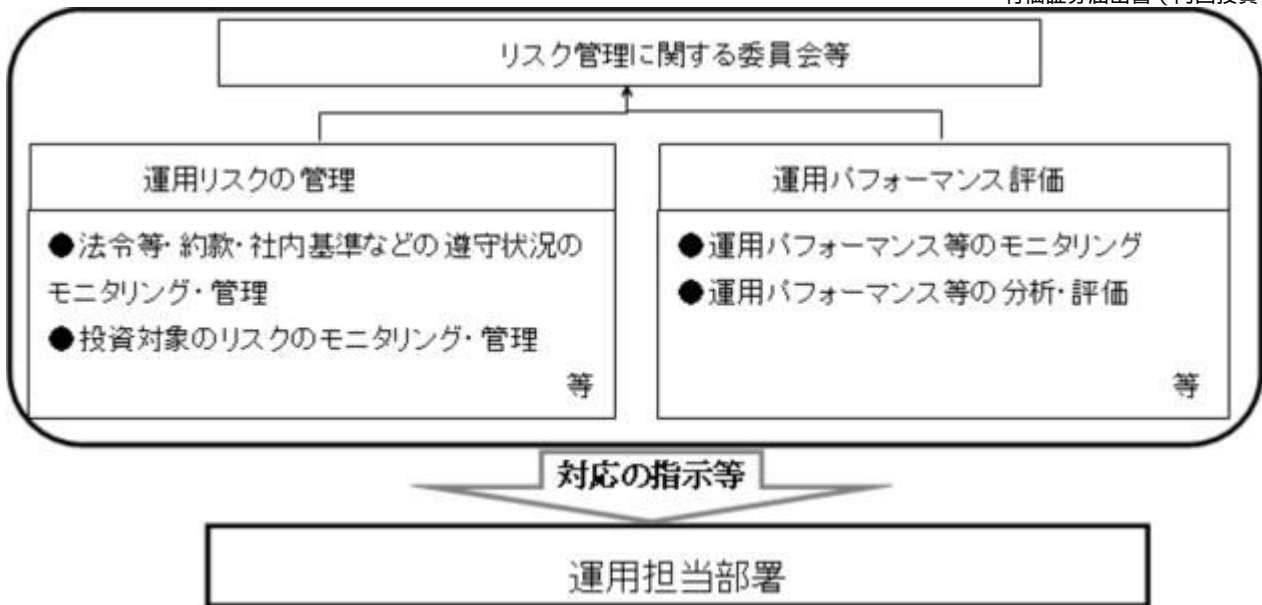 リスク管理に関する委員会等
運用リスクの管理
●法令等・約款・社内基準などの遵守状況の
モニタリング・管理
●投資対象のリスクのモニタリング・管理
等
運用パフォーマンス評価
●運用パフォーマンス等のモニタリング
●運用パフォーマンス等の分析・評価
等
対応の指示等
運用担当部署